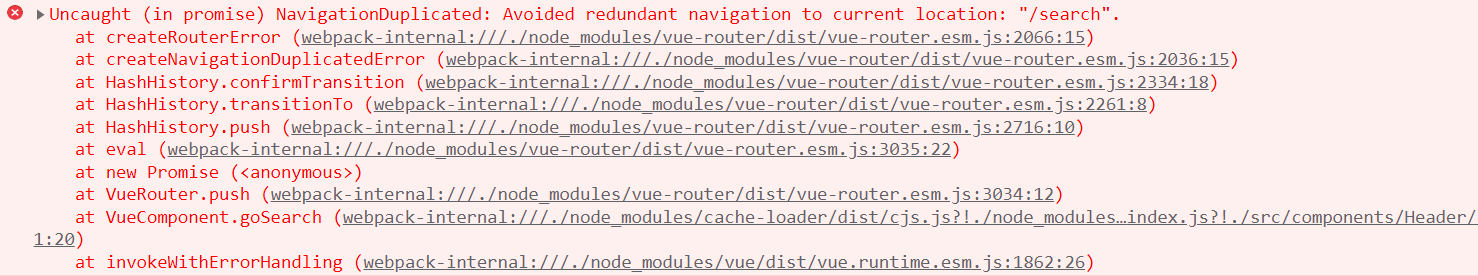 Uncaught (in promise) NavigationDuplicated: Avoided redundant navigation to current location: "/search".
at createRouterError (webpack-internal:///./node_modules/vue-router/dist/vue-router.esm.js:2066:15)
at createNavigationDuplicatedError (webpack-internal:///./node_modules/vue-router/dist/vue-router.esm.js:2036:15)
at HashHistory.confirmTransition (webpack-internal:///./node_modules/vue-router/dist/vue-router.esm.js:2334:18)
at HashHistory.transitionTo (webpack-internal:///./node_modules/vue-router/dist/vue-router.esm.js:2261:8)
at HashHistory.push (webpack-internal:///./node_modules/vue-router/dist/vue-router.esm.js:2716:10)
at eval (webpack-internal:///./node_modules/vue-router/dist/vue-router.esm.js:3035:22)
at new Promise (<anonymous>)
at VueRouter.push (webpack-internal:///./node_modules/vue-router/dist/vue-router.esm.js:3034:12)
at VueComponent.goSearch (webpack-internal:///./node_modules/cache-loader/dist/cjs.js?!./node_modules…index.js?!./src/components/Header/
1:20)
at invokeWithErrorHandling (webpack-internal:///./node_modules/vue/dist/vue.runtime.esm.js:1862:26)